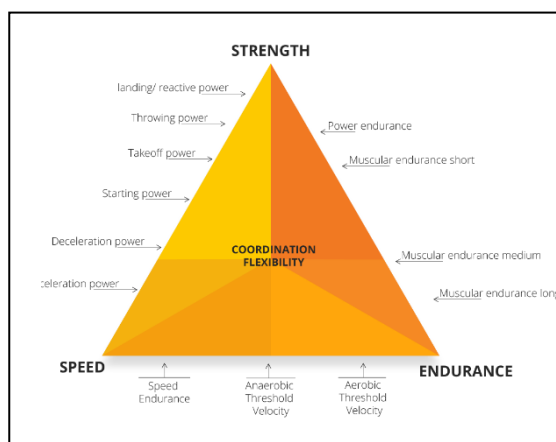 STRENGTH
landing/ reactive power
Throwing power
Takeoff power
Starting power
Deceleration power
celeration power
Power endurance
Muscular endurance short
COORDINATION
FLEXIBILITY
Muscular endurance medium
Muscular endurance long
SPEED
ENDURANCE
Speed
Endurance
Anaerobic
Threshold
Velocity
Aerobic
Threshold
Velocity